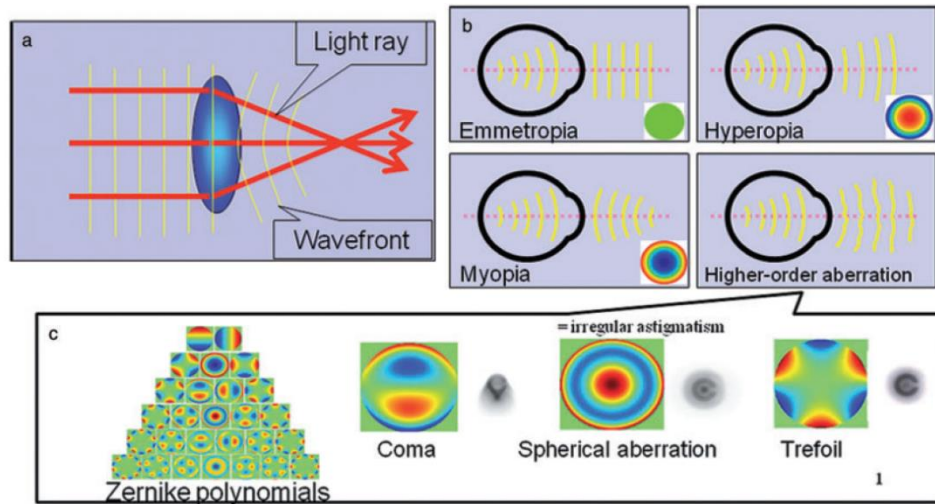 a
Light ray
Wavefront
b
Emmetropia
Hyperopia
Myopia
Higher-order aberration
c
= irregular astigmatism
Coma
Spherical aberration
Trefoil
Zernike polynomials
1